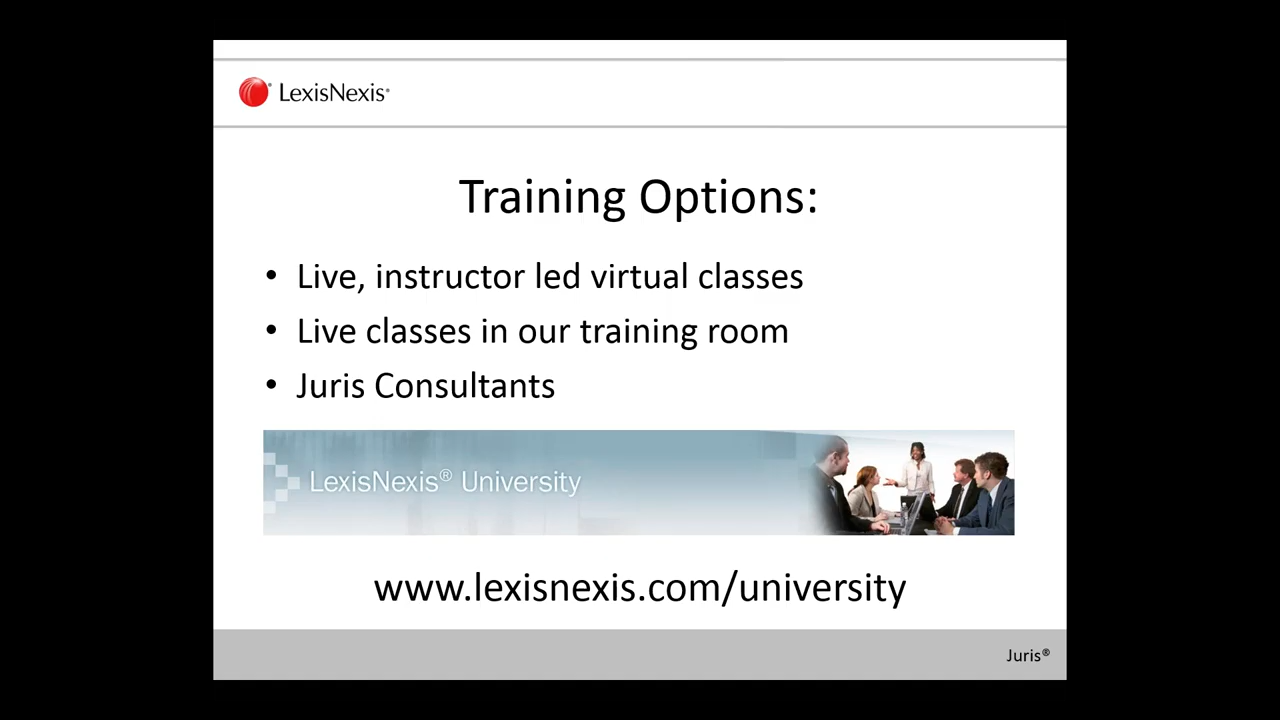 LexisNexis®
Training Options:
• Live, instructor led virtual classes
• Live classes in our training room
• Juris Consultants
LexisNexis® University
www.lexisnexis.com/university
Juris®